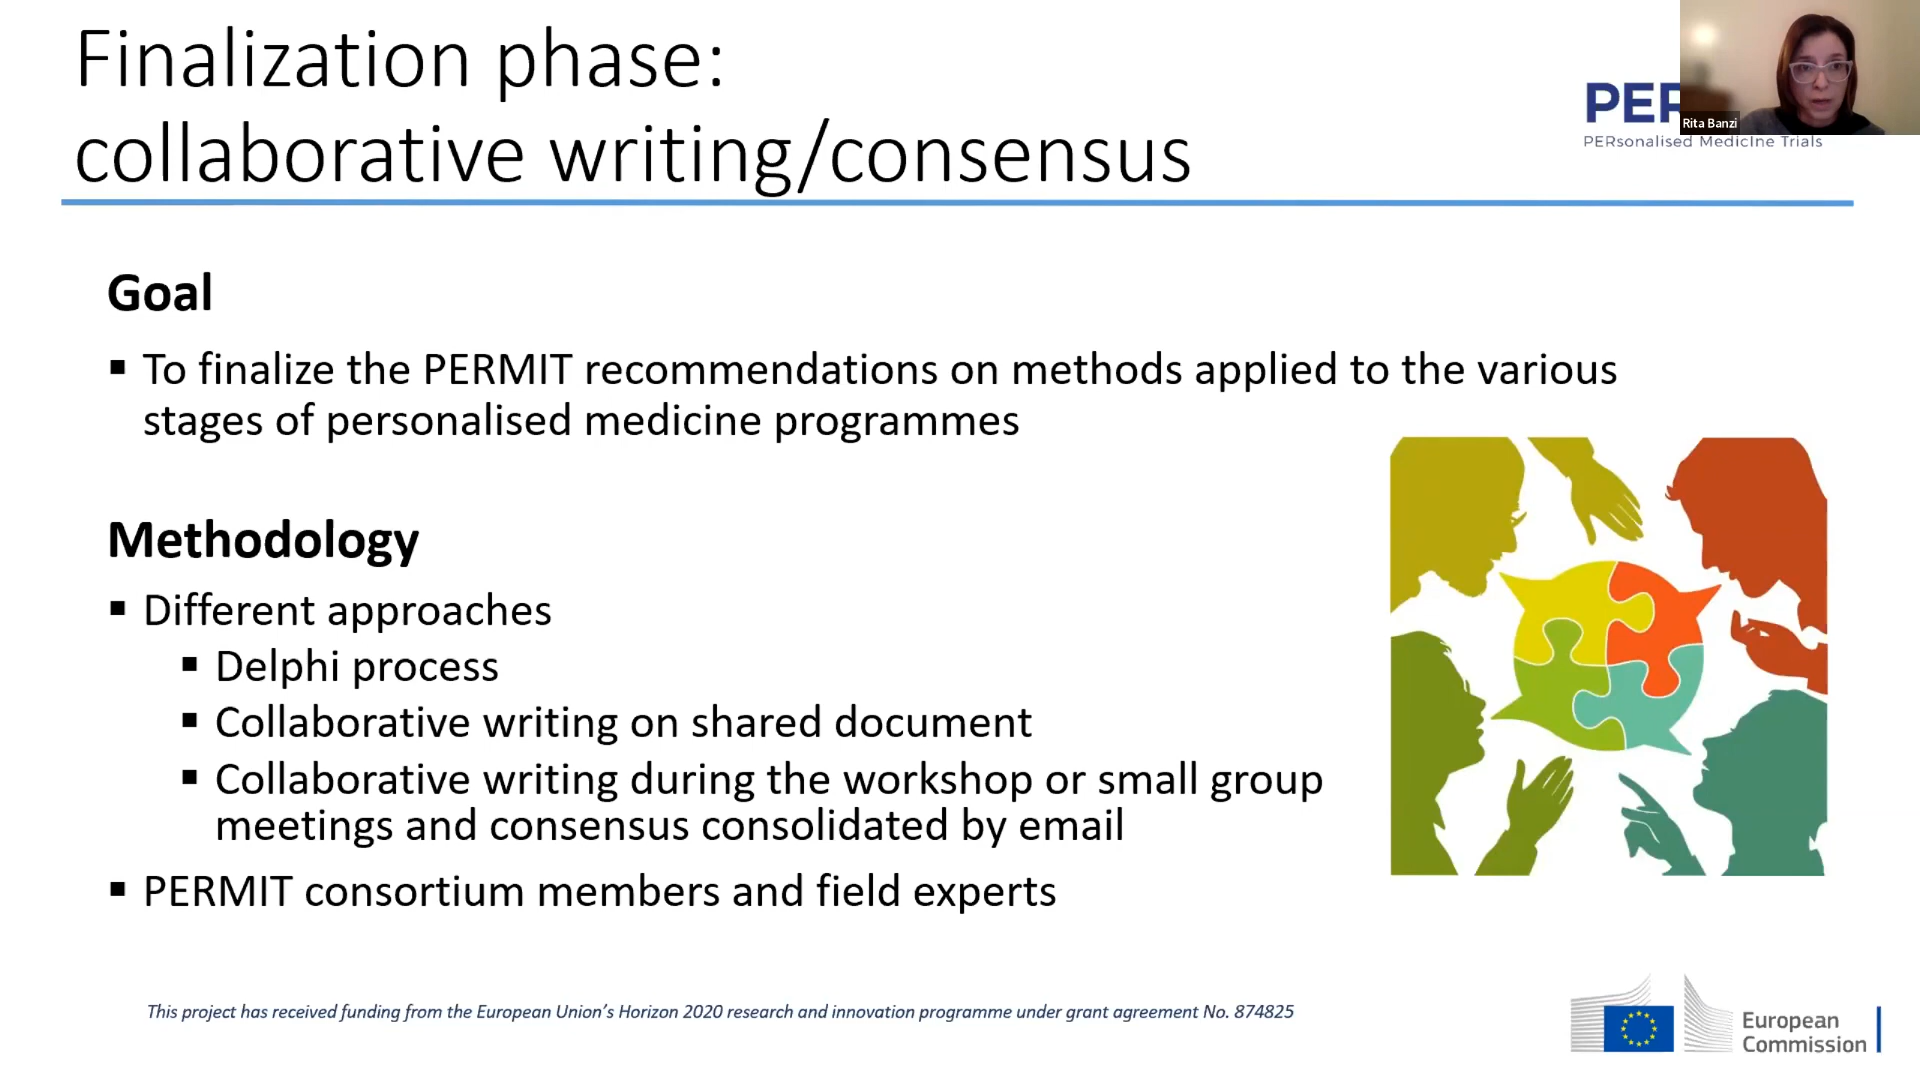 Finalization phase:
collaborative writing/consensus
PER
Rita Banzi
PERsonalised MedicIne Trials
Goal
▪ To finalize the PERMIT recommendations on methods applied to the various
stages of personalised medicine programmes
Methodology
▪ Different approaches
▪ Delphi process
▪ Collaborative writing on shared document
▪ Collaborative writing during the workshop or small group
meetings and consensus consolidated by email
▪ PERMIT consortium members and field experts
This project has received funding from the European Union’s Horizon 2020 research and innovation programme under grant agreement No. 874825
European
Commission